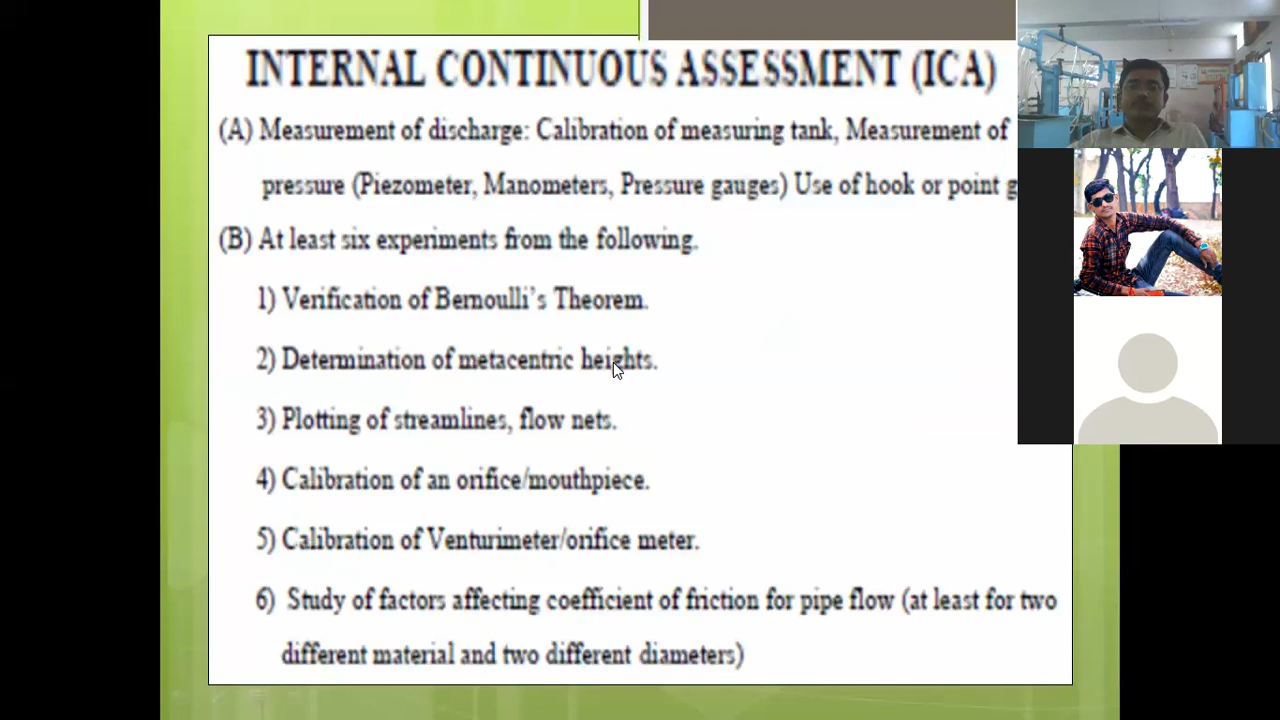 INTERNAL CONTINUOUS ASSESSMENT (ICA)
(A) Measurement of discharge: Calibration of measuring tank, Measurement of
pressure (Piezometer, Manometers, Pressure gauges) Use of hook or point
(B) At least six experiments from the following.
1) Verification of Bernoulli's Theorem.
2) Determination of metacentric heights.
3) Plotting of streamlines, flow nets.
4) Calibration of an orifice/mouthpiece.
5) Calibration of Venturimeter/orifice meter.
6) Study of factors affecting coefficient of friction for pipe flow (at least for two
different material and two different diameters)